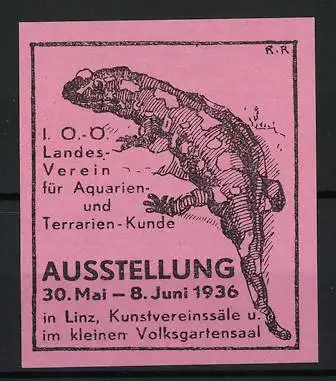 R.R
I. O.-Ö.
Landes-
Verein
für Aquarien-
und
Terrarien-Kunde
AUSSTELLUNG
30. Mai – 8. Juni 1936
in Linz, Kunstvereinssäle u.
im kleinen Volksgartensaal